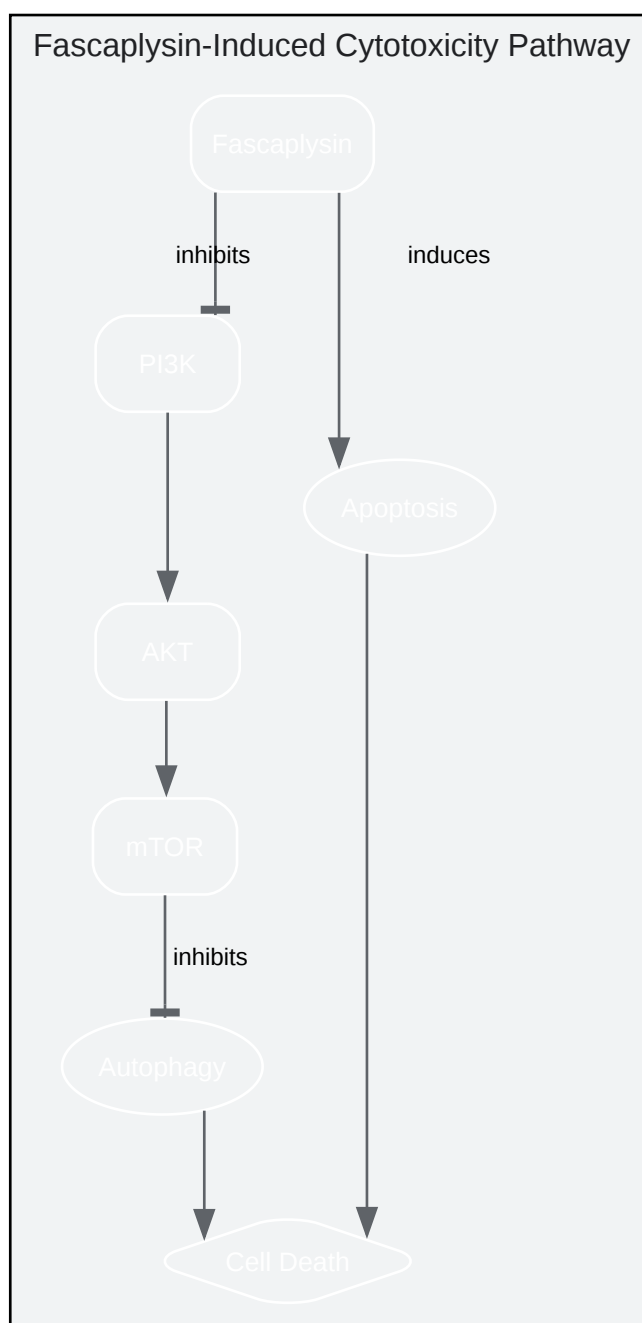 Fascaplysin-Induced Cytotoxicity Pathway
Fascaplysin
inhibits
induces
PI3K
Apoptosis
AKT
mTOR
inhibits
Autophagy
Cell Death